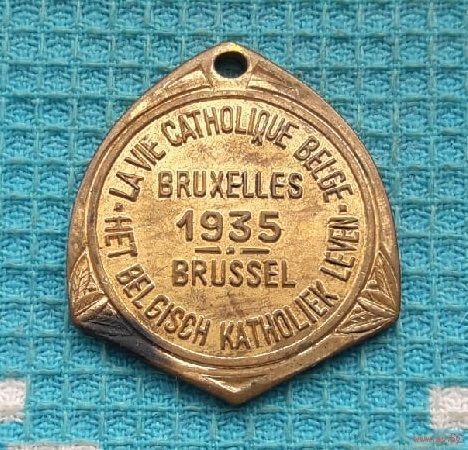 - LA VIE CATHOLIQUE BELGE -
BRUXELLES
1935
BRUSSEL
HET BELGISCH KATHOLIEK LEVEN